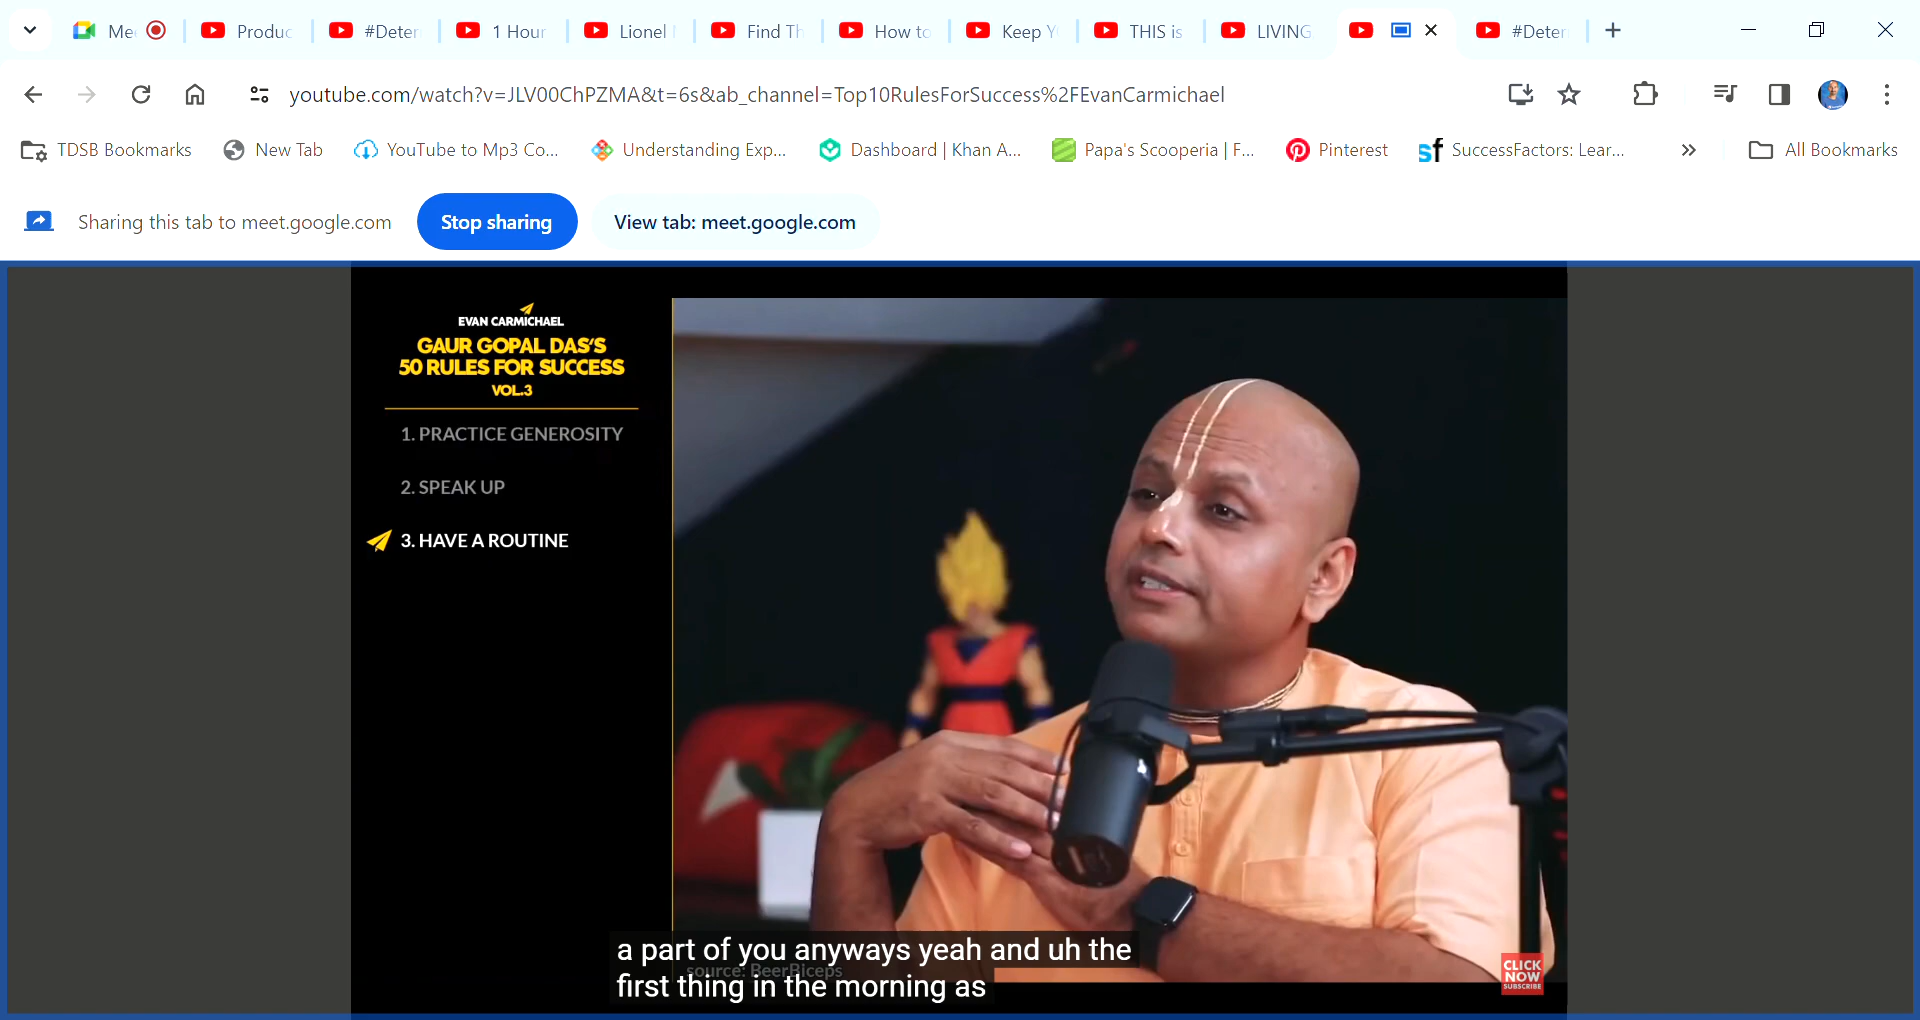 Mee
Produc
#Deter
1 Hour
Lionel
Find Th
How to
Keep Y
THIS is
LIVING
#Deter
youtube.com/watch?v=JLV00ChPZMA&t=6s&ab_channel=Top10RulesForSuccess%2FEvanCarmichael
TDSB Bookmarks
New Tab
YouTube to Mp3 Co...
Understanding Exp...
Dashboard | Khan A...
Papa's Scooperia | F...
Pinterest
sf SuccessFactors: Lear...
All Bookmarks
Sharing this tab to meet.google.com
Stop sharing
View tab: meet.google.com
EVAN CARMICHAEL
GAUR GOPAL DAS'S
50 RULES FOR SUCCESS
VOL.3
1. PRACTICE GENEROSITY
2. SPEAK UP
3. HAVE A ROUTINE
a part of you anyways yeah and uh the
source: BeerBiceps
first thing in the morning as
CLICK
NOW
SUBSCRIBE